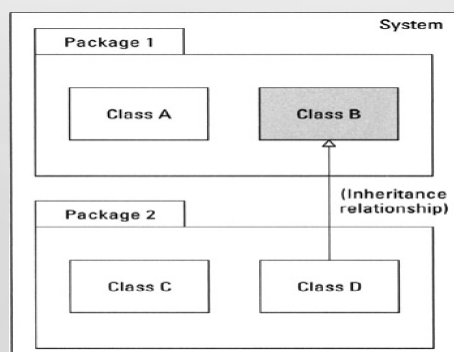 System
Package 1
Class A
Class B
(Inheritance
relationship)
Package 2
Class C
Class D